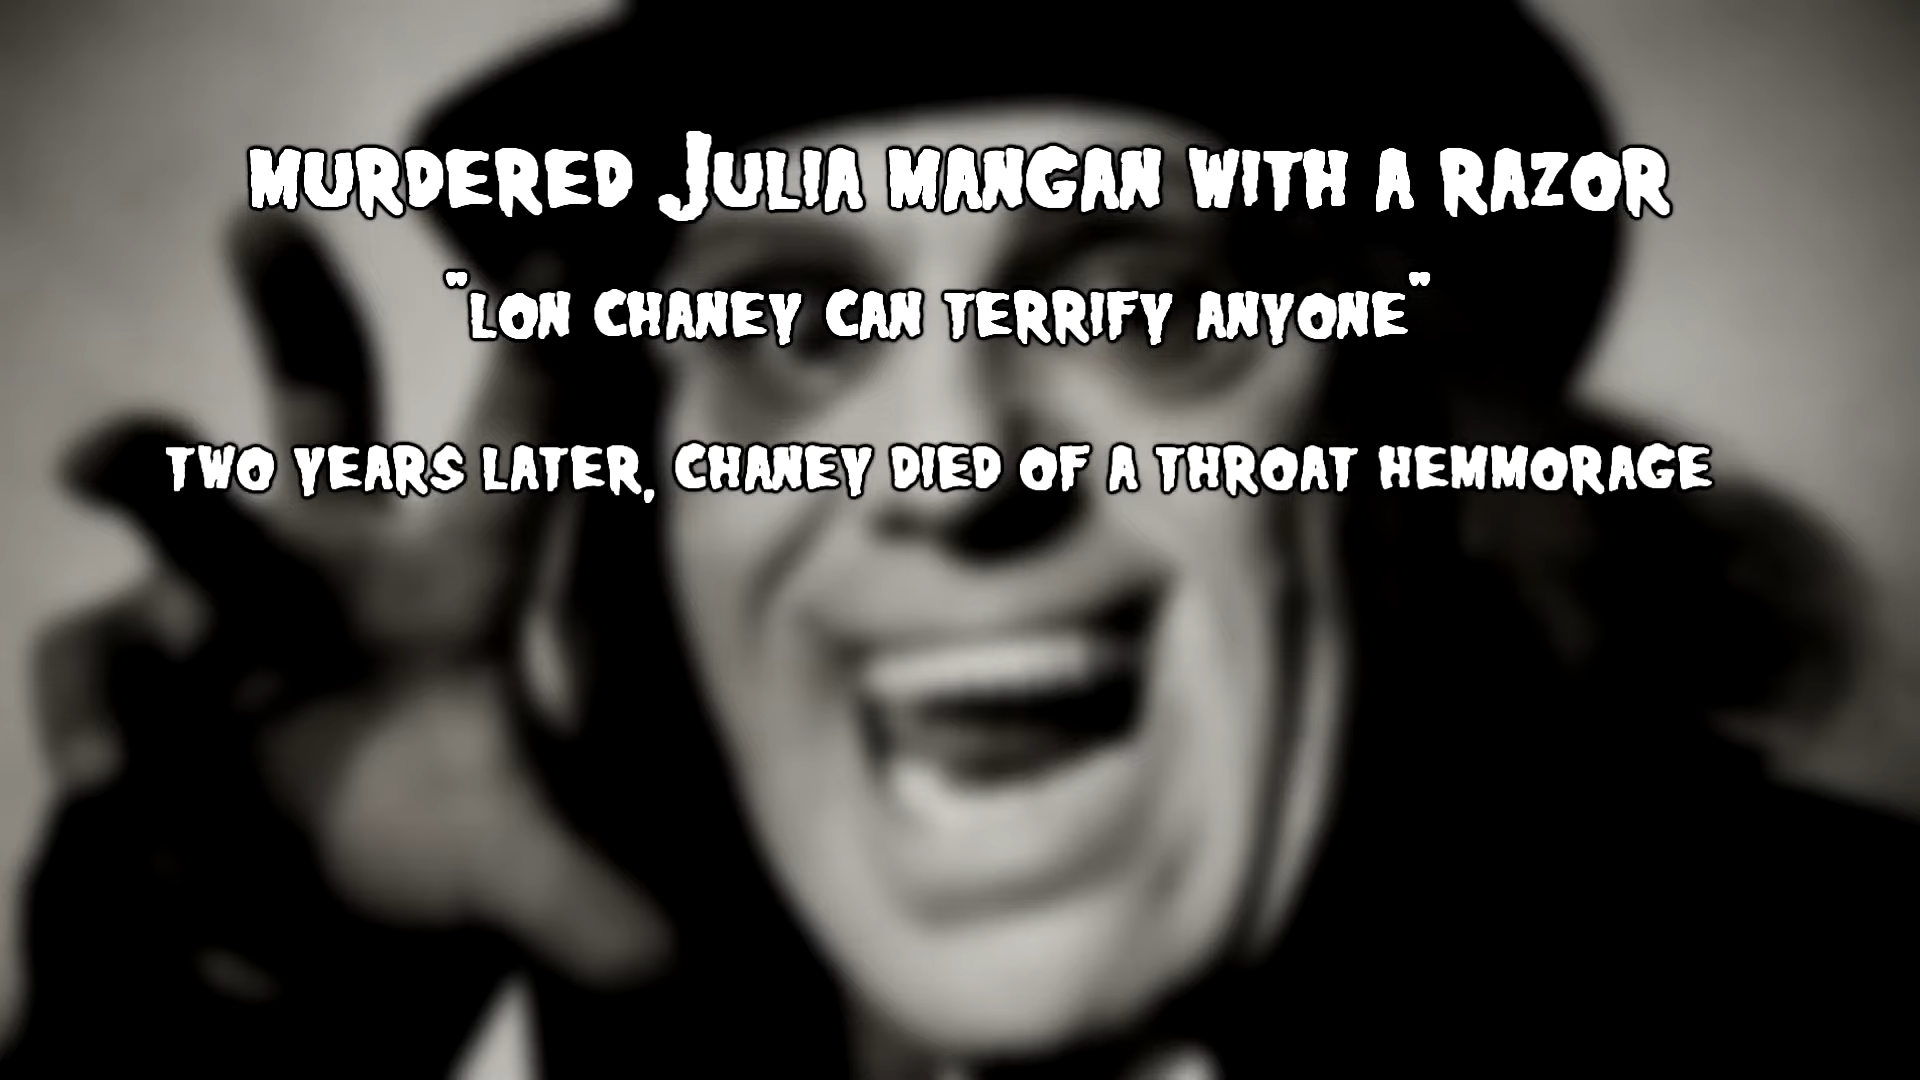 MURDERED JULIA MANGAN WITH A RAZOR
"LON CHANEY CAN TERRIFY ANYONE"
TWO YEARS LATER, CHANEY DIED OF A THROAT HEMMORAGE